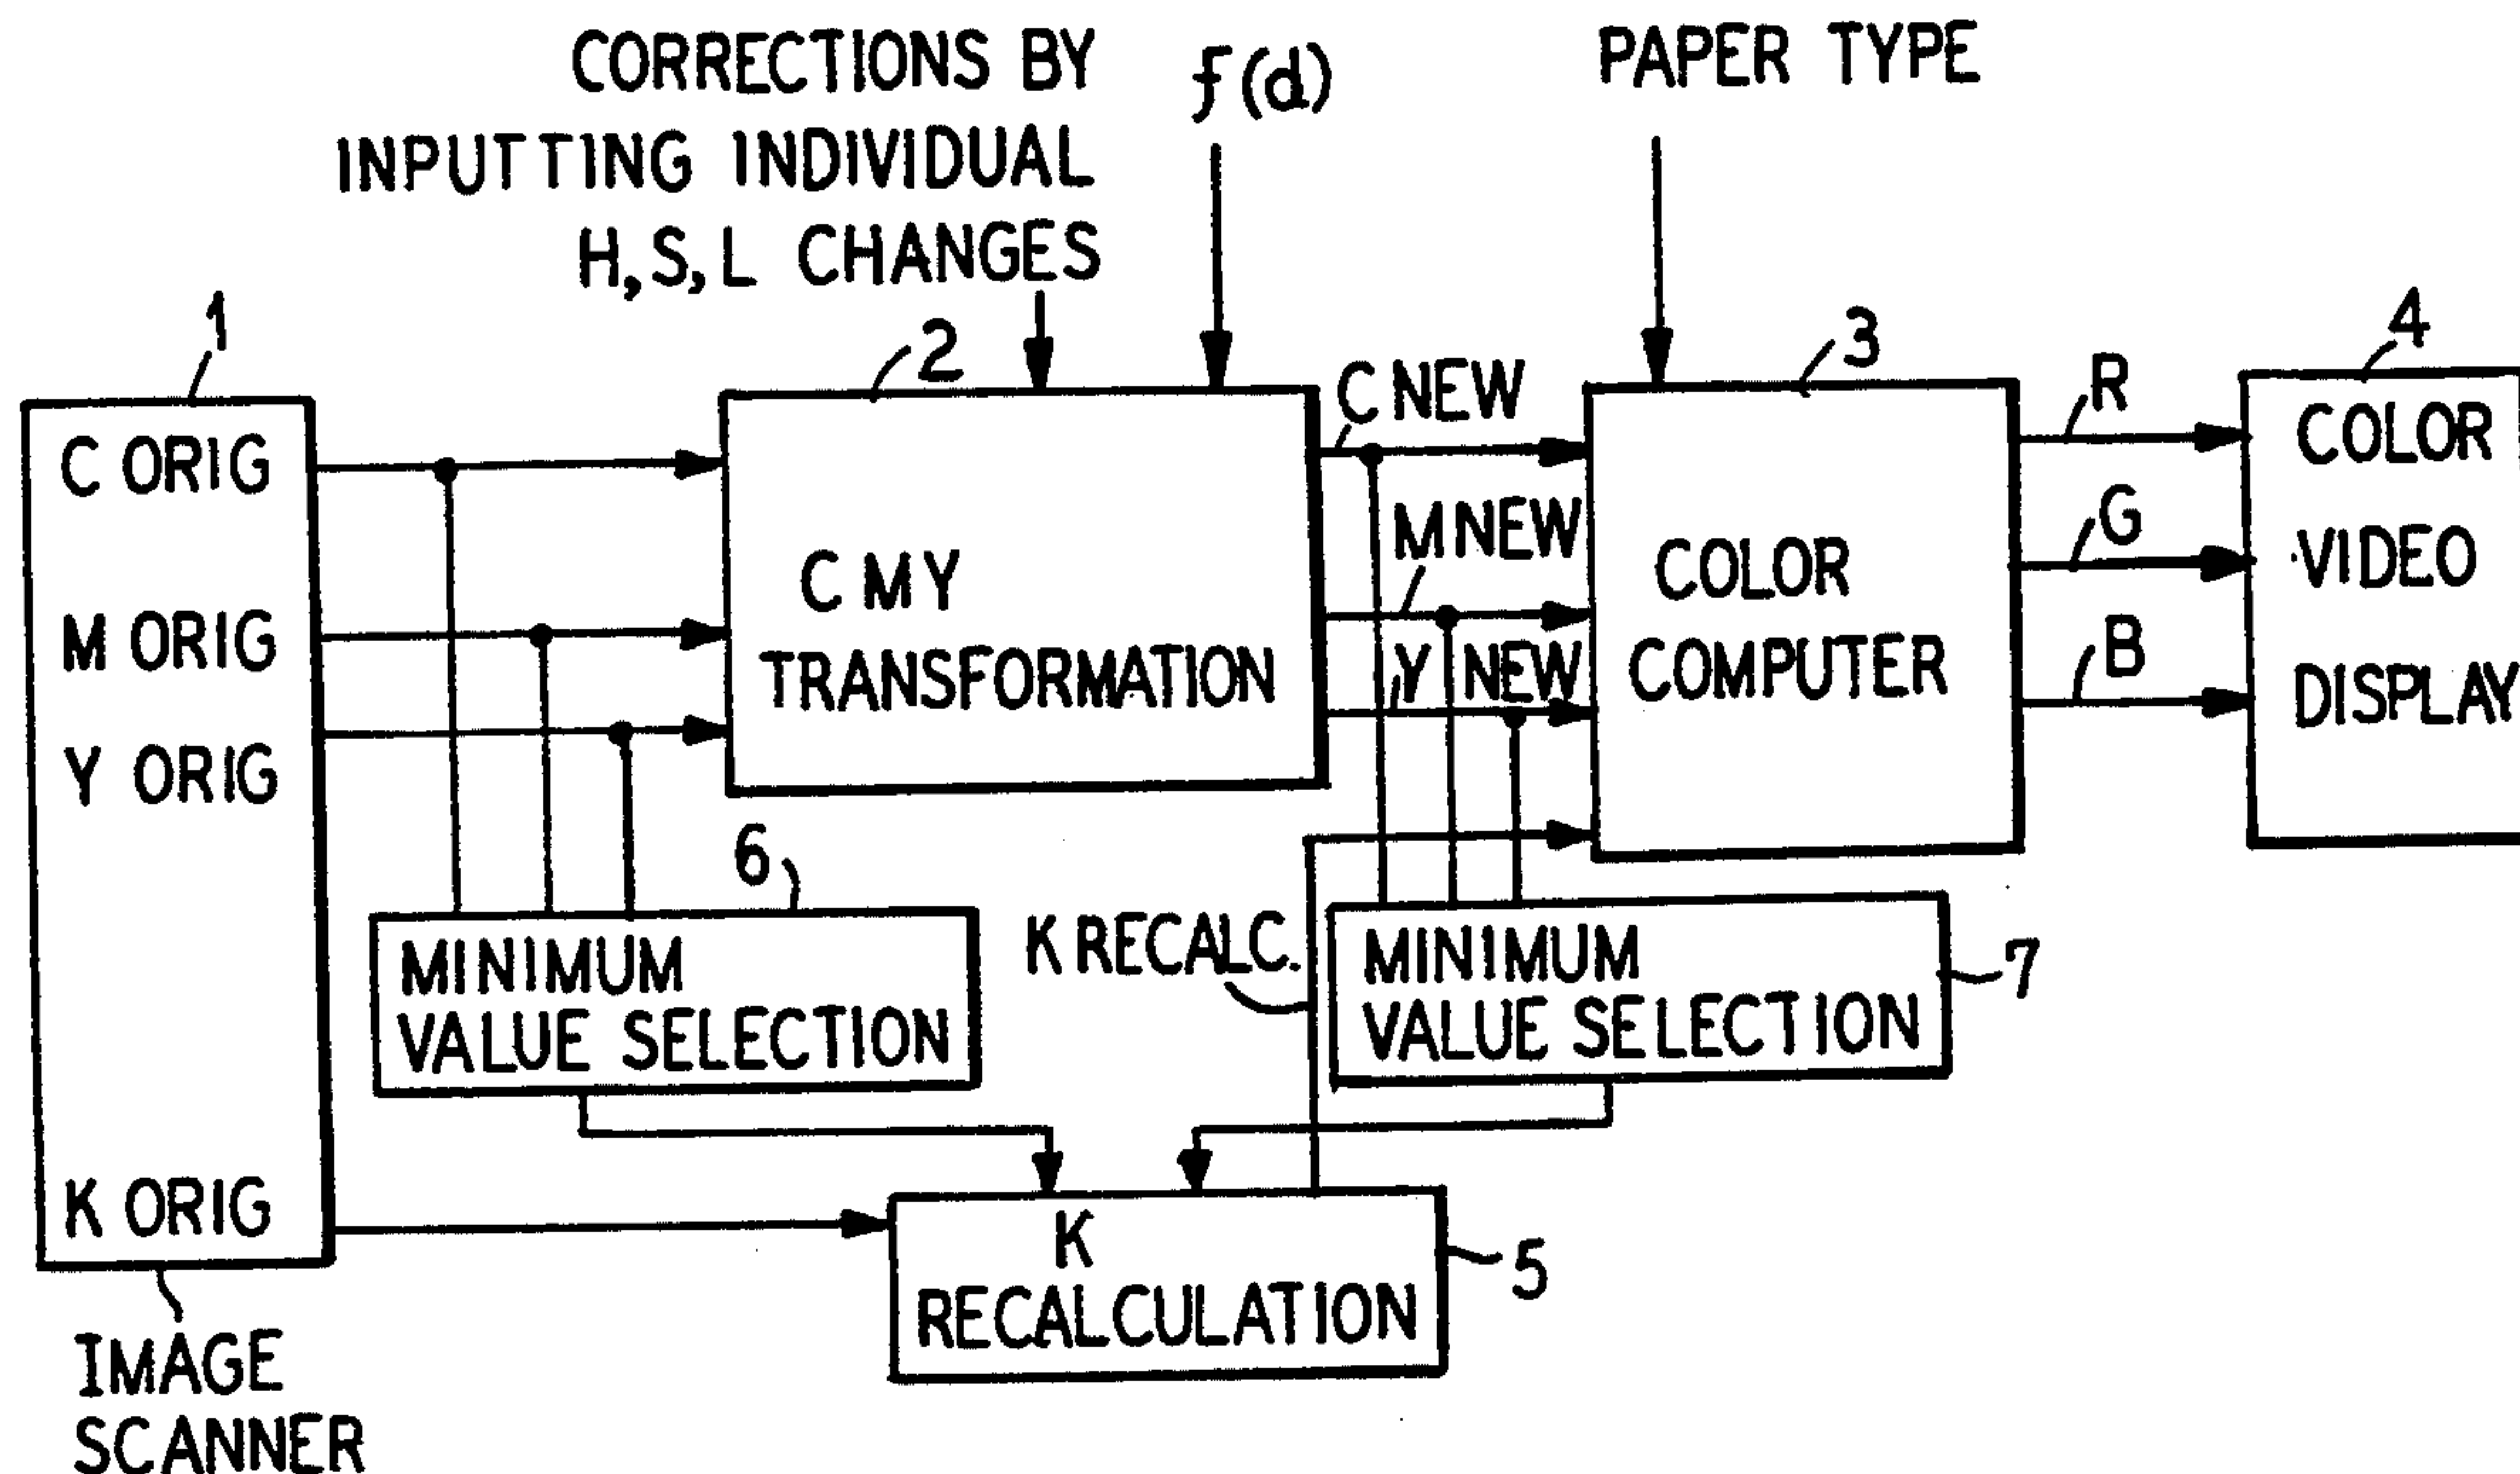 CORRECTIONS BY
INPUTTING INDIVIDUAL
H,S,L CHANGES
f(d)
PAPER TYPE
1
2
3
4
C ORIG
M ORIG
Y ORIG
K ORIG
C MY
TRANSFORMATION
C NEW
M NEW
Y NEW
COLOR
COMPUTER
R
G
B
COLOR
VIDEO
DISPLAY
6
MINIMUM
VALUE SELECTION
K RECALC.
MINIMUM
VALUE SELECTION
7
K
RECALCULATION
5
IMAGE
SCANNER